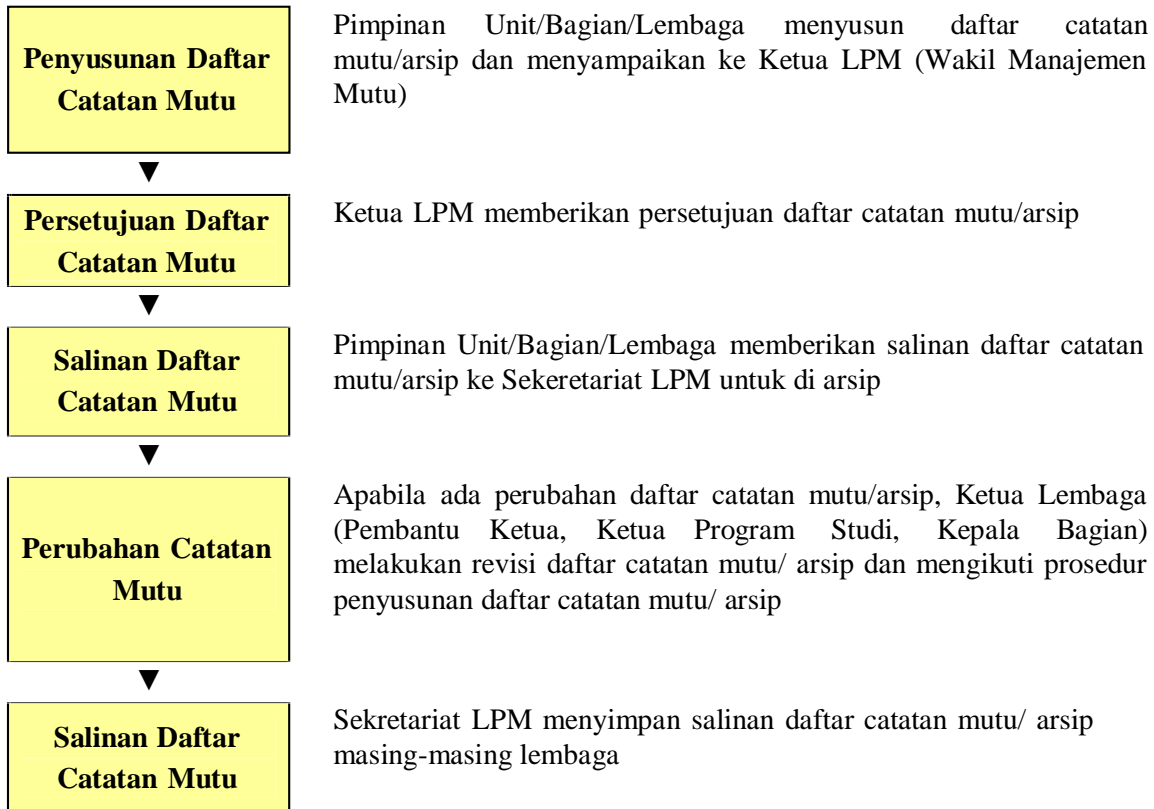 Penyusunan Daftar
Catatan Mutu
Pimpinan Unit/Bagian/Lembaga menyusun daftar catatan
mutu/arsip dan menyampaikan ke Ketua LPM (Wakil Manajemen
Mutu)
Persetujuan Daftar
Catatan Mutu
Ketua LPM memberikan persetujuan daftar catatan mutu/arsip
Salinan Daftar
Catatan Mutu
Pimpinan Unit/Bagian/Lembaga memberikan salinan daftar catatan
mutu/arsip ke Sekeretariat LPM untuk di arsip
Perubahan Catatan
Mutu
Apabila ada perubahan daftar catatan mutu/arsip, Ketua Lembaga
(Pembantu Ketua, Ketua Program Studi, Kepala Bagian)
melakukan revisi daftar catatan mutu/ arsip dan mengikuti prosedur
penyusunan daftar catatan mutu/ arsip
Salinan Daftar
Catatan Mutu
Sekretariat LPM menyimpan salinan daftar catatan mutu/ arsip
masing-masing lembaga